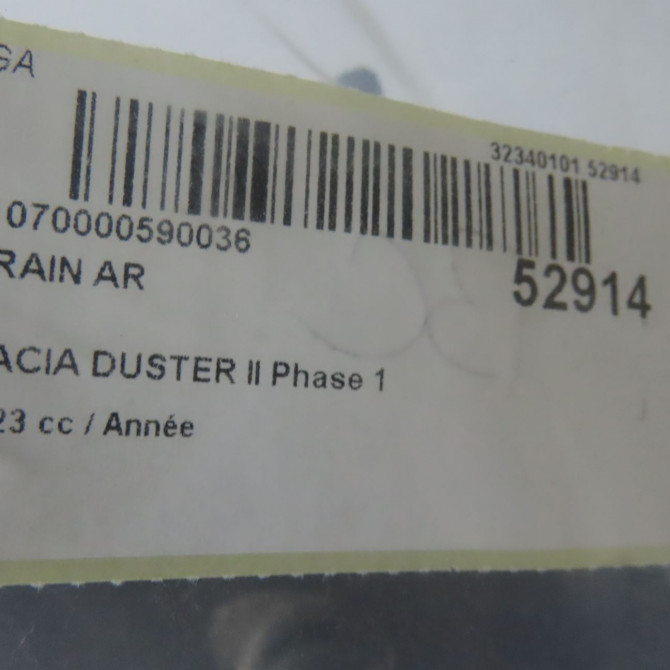 GA
32340101 52914
070000590036
52914
RAIN AR
ACIA DUSTER II Phase 1
23 cc / Année